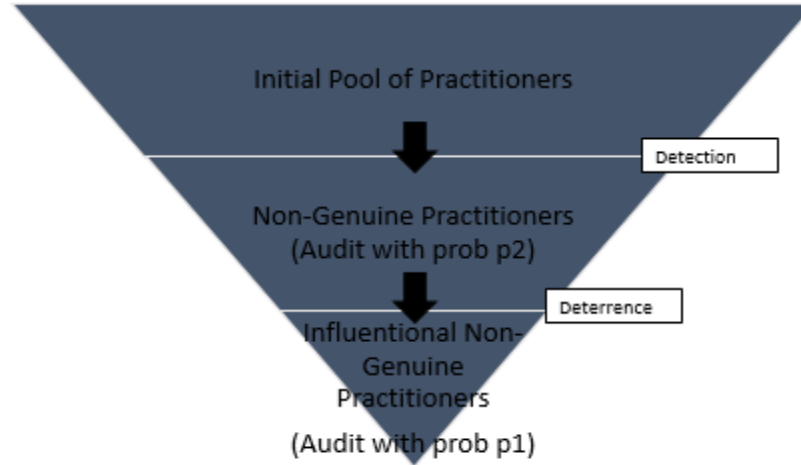 Initial Pool of Practitioners
Detection
Non-Genuine Practitioners
(Audit with prob p2)
Deterrence
Influentional Non-
Genuine
Practitioners
(Audit with prob p1)